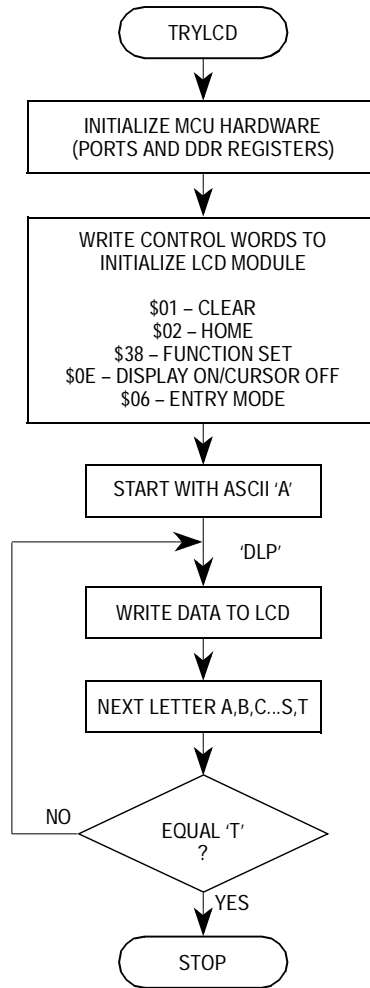 TRYLCD
INITIALIZE MCU HARDWARE
(PORTS AND DDR REGISTERS)
WRITE CONTROL WORDS TO
INITIALIZE LCD MODULE
$01 – CLEAR
$02 – HOME
$38 – FUNCTION SET
$0E – DISPLAY ON/CURSOR OFF
$06 – ENTRY MODE
START WITH ASCII ‘A’
‘DLP’
WRITE DATA TO LCD
NEXT LETTER A,B,C...S,T
NO
EQUAL ‘T’
?
YES
STOP